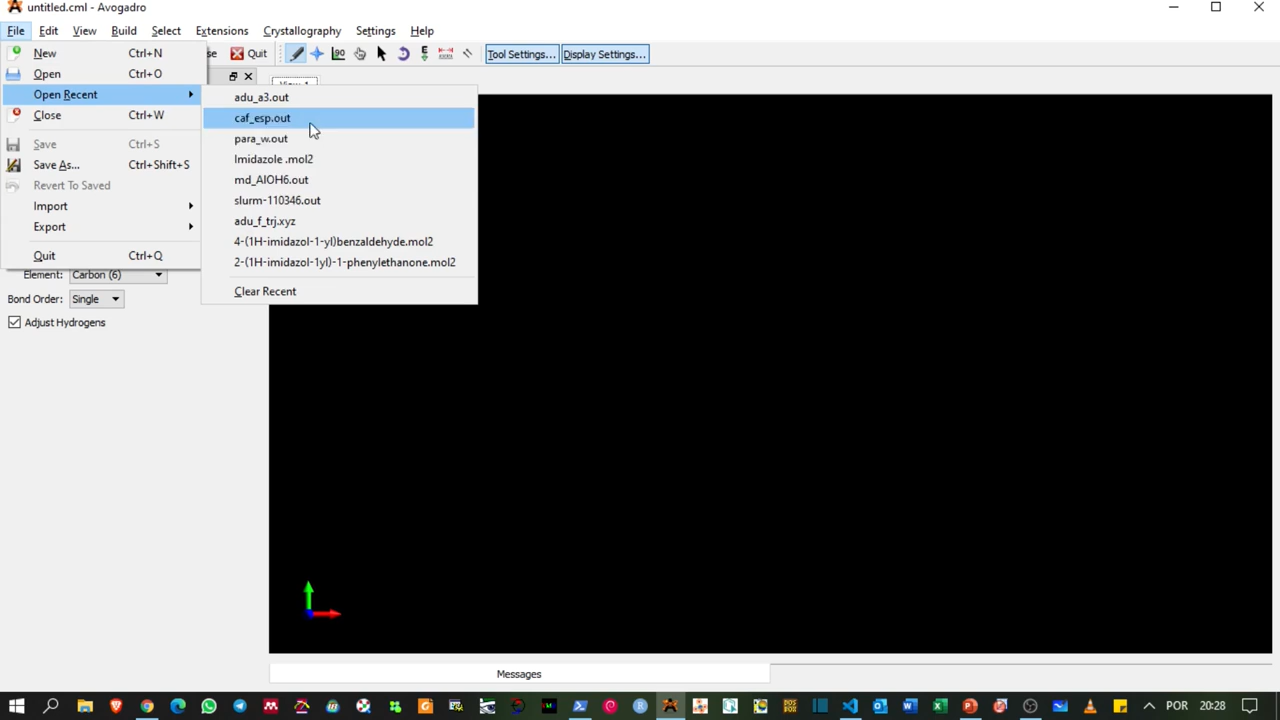 untitled.cml - Avogadro
File Edit View Build Select Extensions Crystallography Settings Help
New Ctrl+N
Quit
Tool Settings... Display Settings...
Open Ctrl+O
View 1
Open Recent
adu_a3.out
Close Ctrl+W
caf_esp.out
Save Ctrl+S
para_w.out
Save As... Ctrl+Shift+S
Imidazole .mol2
Revert To Saved
md_AlOH6.out
Import
slurm-110346.out
Export
adu_f_trj.xyz
4-(1H-imidazol-1-yl)benzaldehyde.mol2
Quit Ctrl+Q
2-(1H-imidazol-1yl)-1-phenylethanone.mol2
Element: Carbon (6)
Clear Recent
Bond Order: Single
Adjust Hydrogens
Messages
POR 20:28